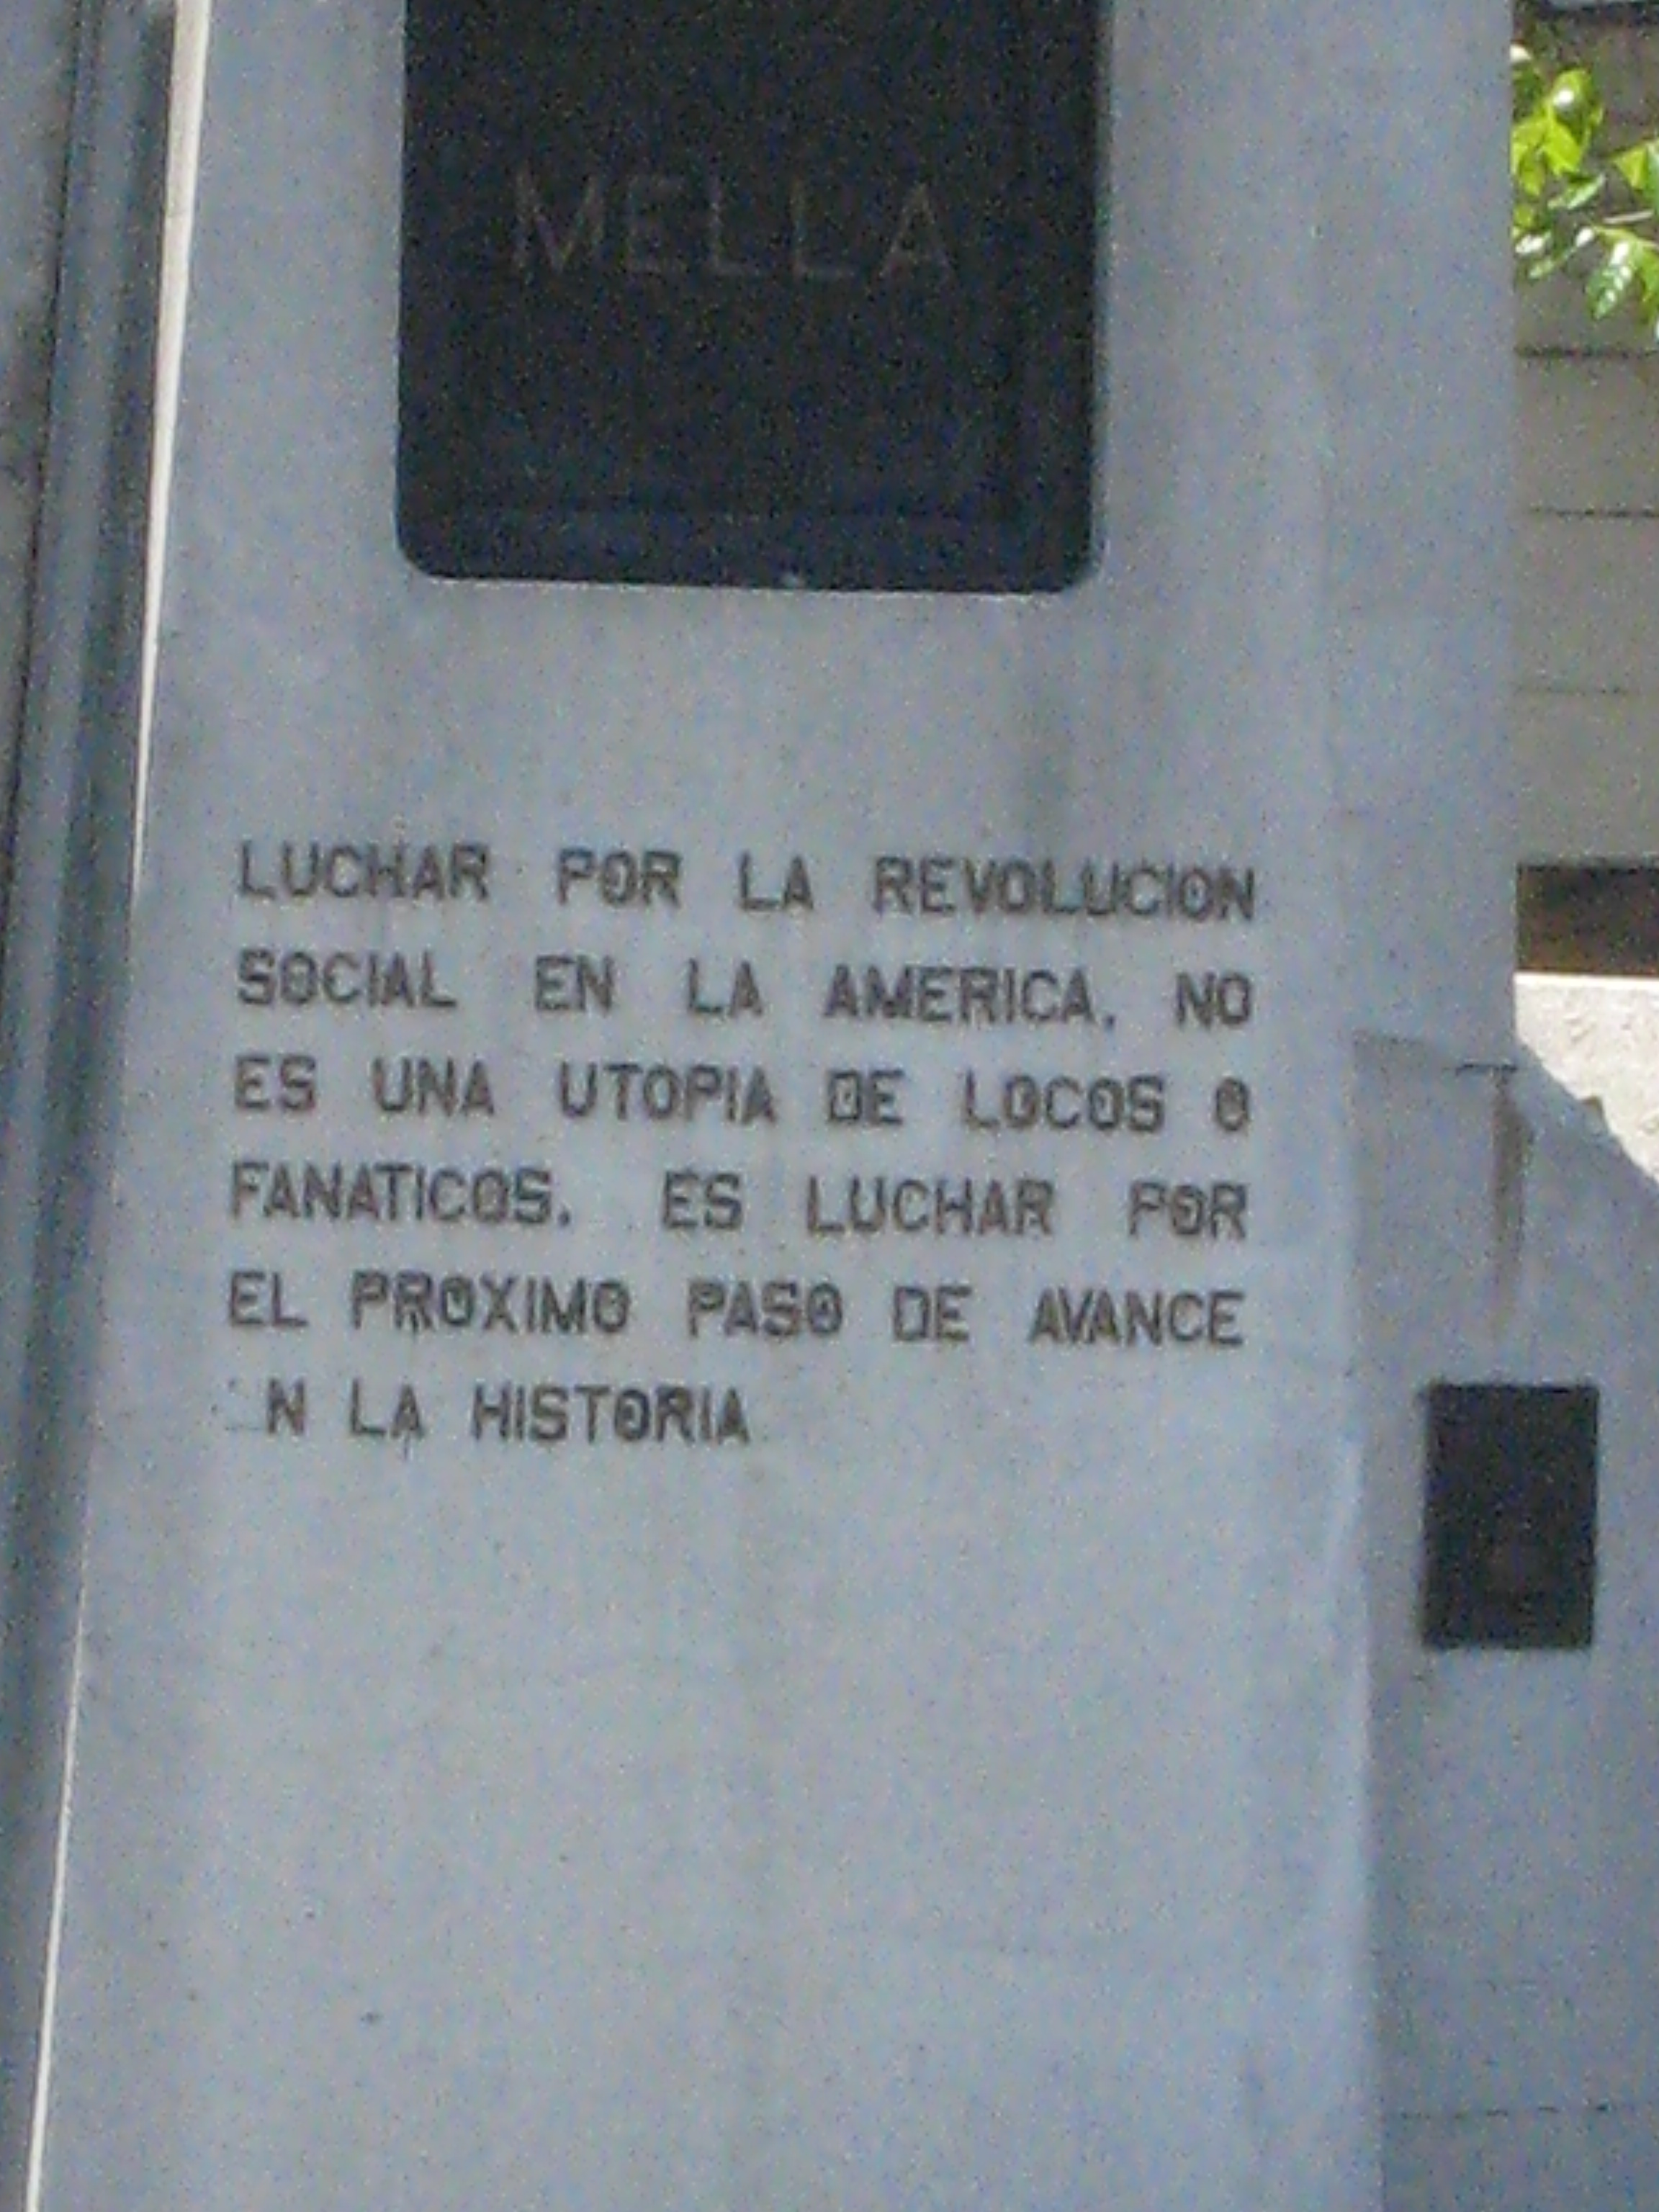 MELLA
LUCHAR POR LA REVOLUCION
SOCIAL EN LA AMERICA, NO
ES UNA UTOPIA DE LOCOS O
FANATICOS. ES LUCHAR POR
EL PROXIMO PASO DE AVANCE
N LA HISTORIA